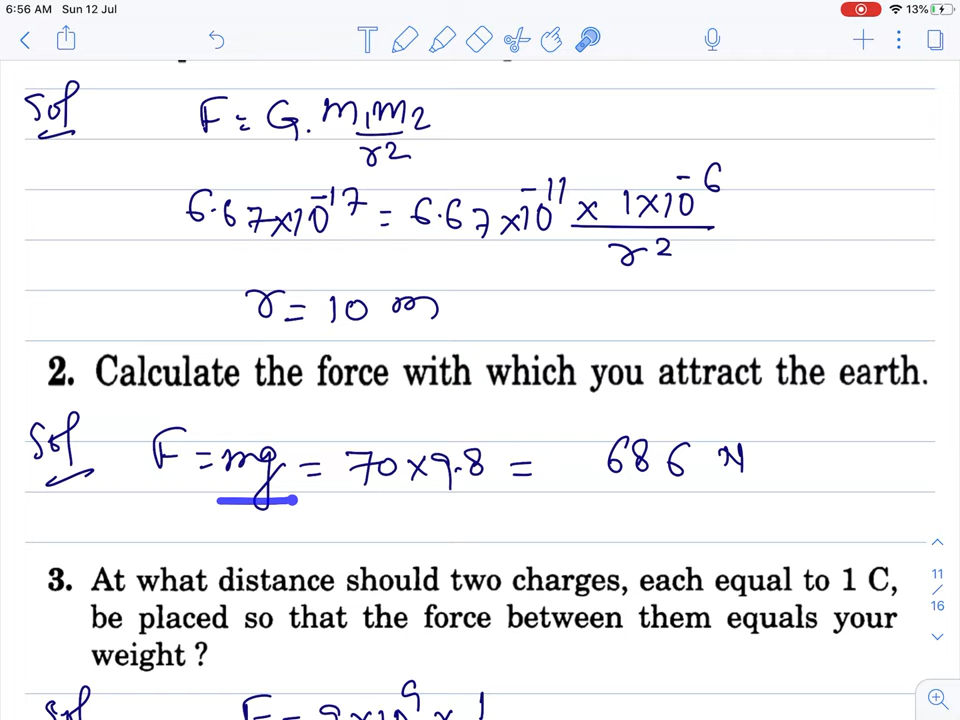 6:56 AM Sun 12 Jul
13%
Sol
F = G. m1m2
r2
6.67×10^-17 = 6.67×10^-11 × 1×10^-6
r2
r = 10 m
2. Calculate the force with which you attract the earth.
Sol
F = mg = 70×9.8 = 686 N
3. At what distance should two charges, each equal to 1 C,
be placed so that the force between them equals your
weight ?
11
/
16